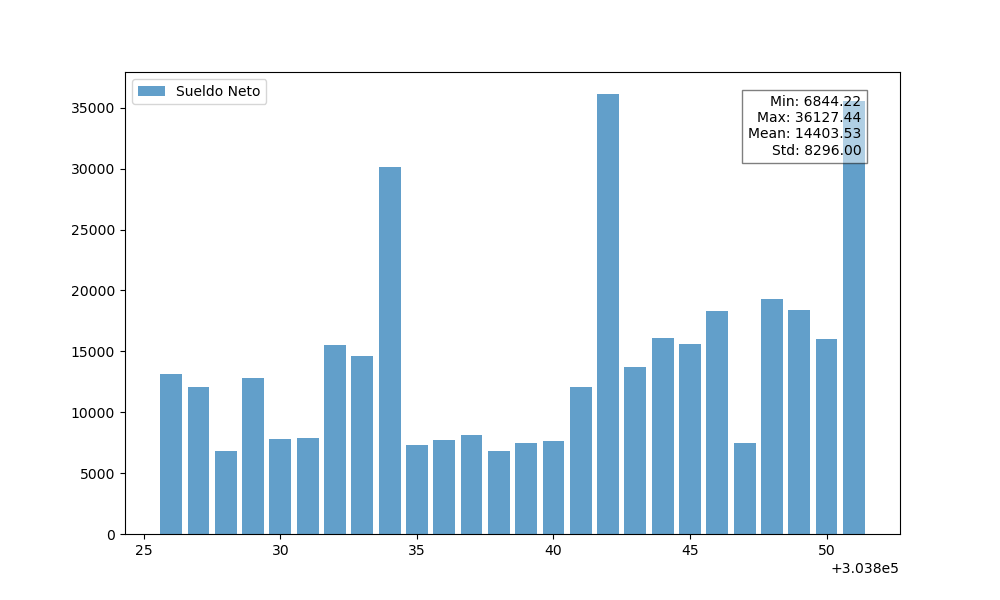 Sueldo Neto
Min: 6844.22
Max: 36127.44
Mean: 14403.53
Std: 8296.00
35000
30000
25000
20000
15000
10000
5000
0
25 30 35 40 45 50
+3.038e5